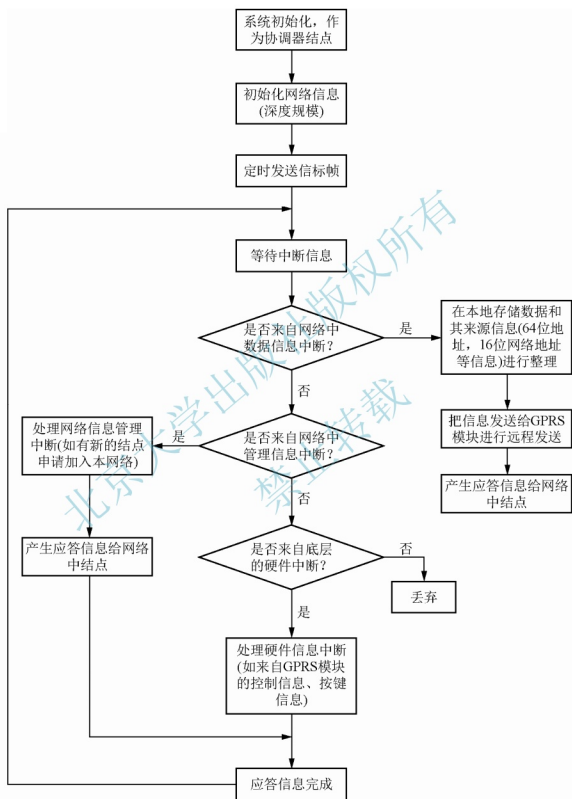 系统初始化，作
为协调器结点
初始化网络信息
(深度规模)
定时发送信标帧
等待中断信息
是否来自网络中
数据信息中断？
是
在本地存储数据和
其来源信息(64位地
址，16位网络地址
等信息)进行整理
否
把信息发送给GPRS
模块进行远程发送
产生应答信息给网络
中结点
是否来自网络中
管理信息中断？
是
处理网络信息管理
中断(如有新的结点
申请加入本网络)
产生应答信息给网络
中结点
否
是否来自底层
的硬件中断？
否
丢弃
是
处理硬件信息中断
(如来自GPRS模块
的控制信息、按键
信息)
应答信息完成
北京大学出版社版权所有
禁止转载